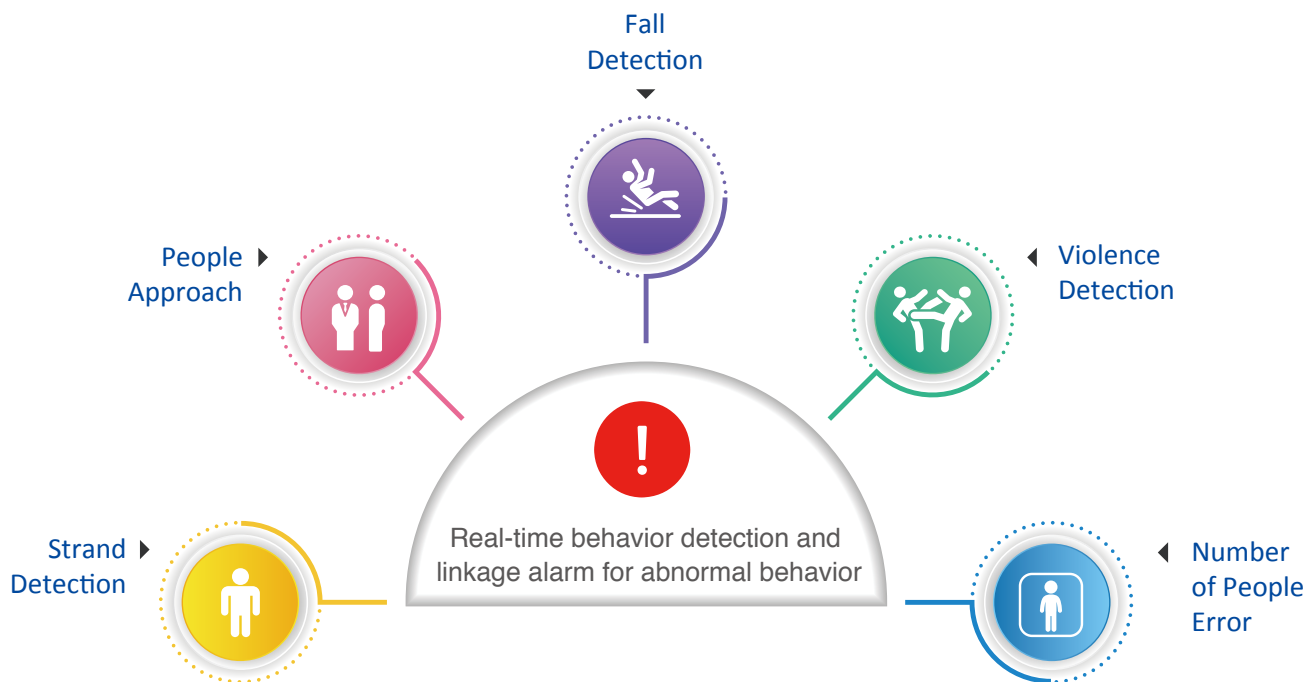 Fall
Detection
People
Approach
Violence
Detection
!
Real-time behavior detection and
linkage alarm for abnormal behavior
Strand
Detection
Number
of People
Error